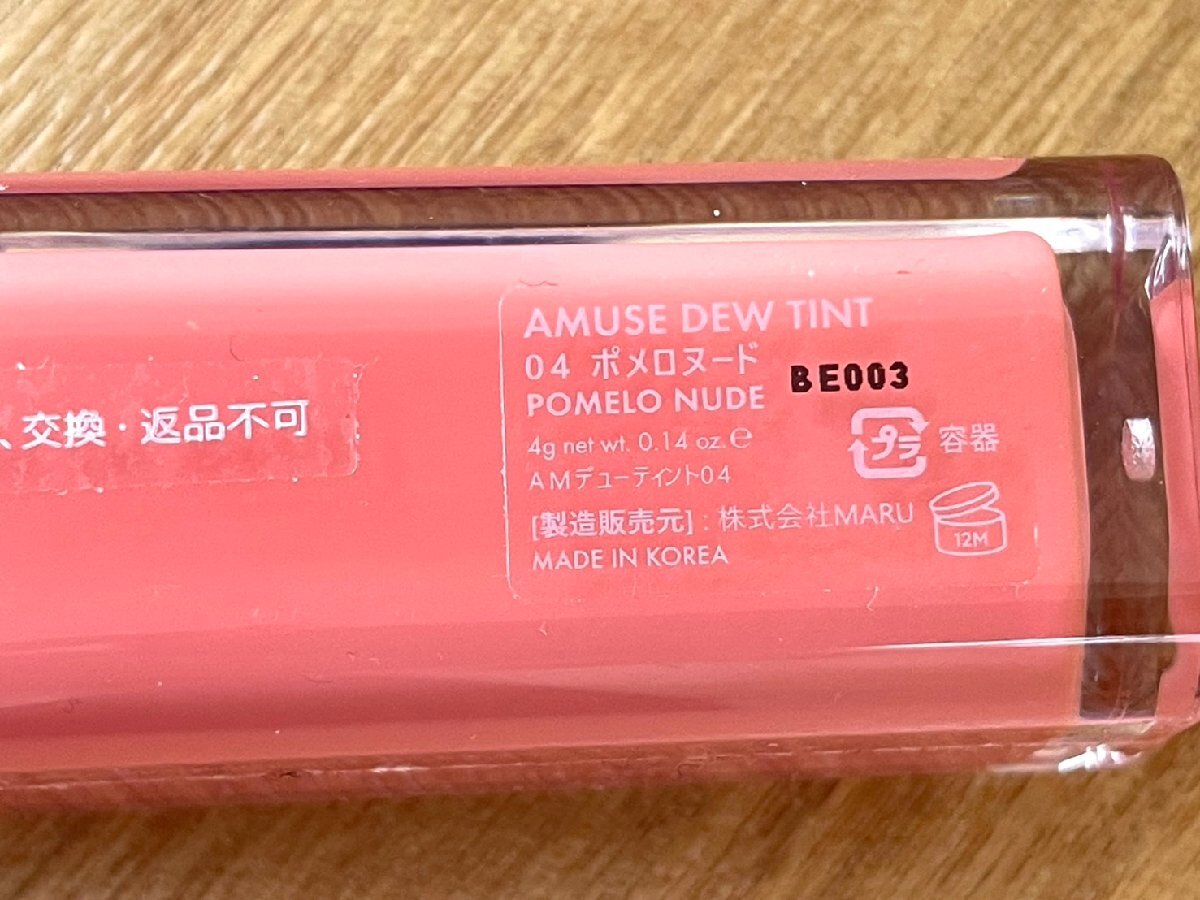 、交換・返品不可
AMUSE DEW TINT
04 ポメロヌード
BE003
POMELO NUDE
4g net wt. 0.14 oz. ℮
プラ 容器
AMデューティント04
[製造販売元] : 株式会社MARU
12M
MADE IN KOREA